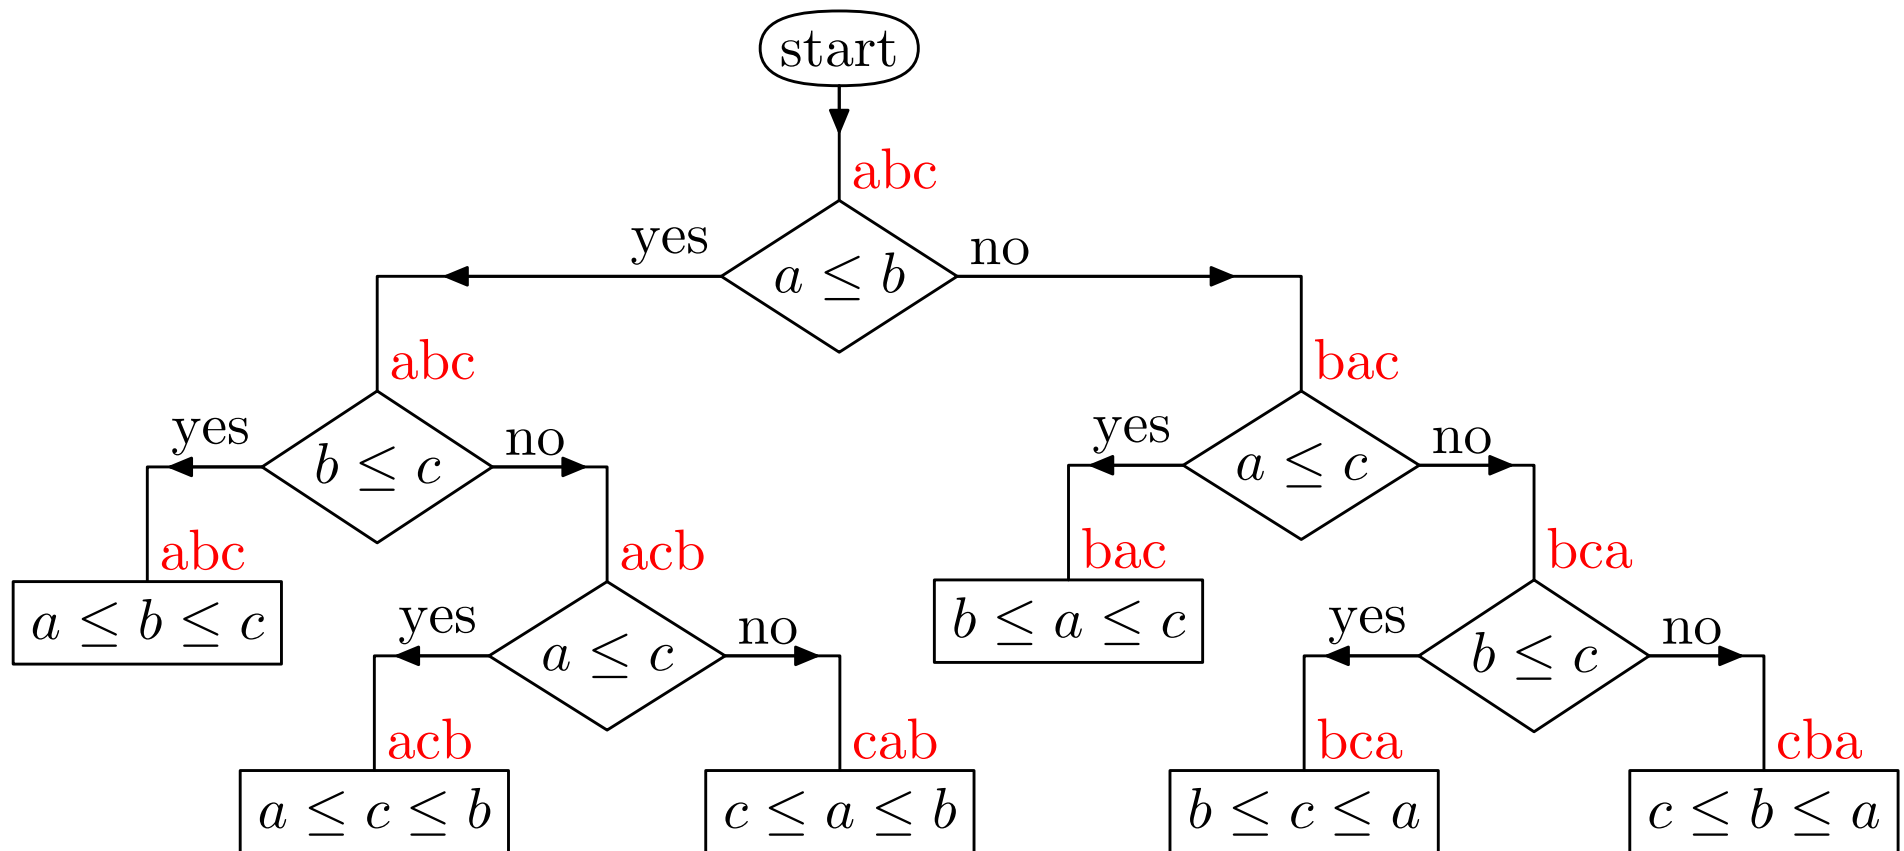 start
abc
yes
a ≤ b
no
abc
bac
yes
b ≤ c
no
yes
a ≤ c
no
abc
acb
bac
bca
a ≤ b ≤ c
yes
a ≤ c
no
b ≤ a ≤ c
yes
b ≤ c
no
acb
cab
bca
cba
a ≤ c ≤ b
c ≤ a ≤ b
b ≤ c ≤ a
c ≤ b ≤ a